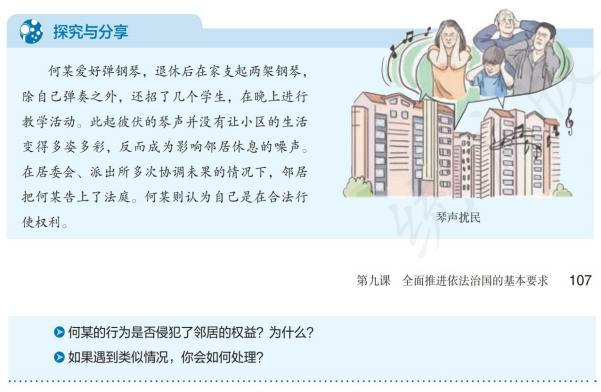 探究与分享
何某爱好弹钢琴，退休后在家支起两架钢琴，
除自己弹奏之外，还招了几个学生，在晚上进行
教学活动。此起彼伏的琴声并没有让小区的生活
变得多姿多彩，反而成为影响邻居休息的噪声。
在居委会、派出所多次协调未果的情况下，邻居
把何某告上了法庭。何某则认为自己是在合法行
使权利。
琴声扰民
第九课 全面推进依法治国的基本要求 107
何某的行为是否侵犯了邻居的权益？为什么？
如果遇到类似情况，你会如何处理？